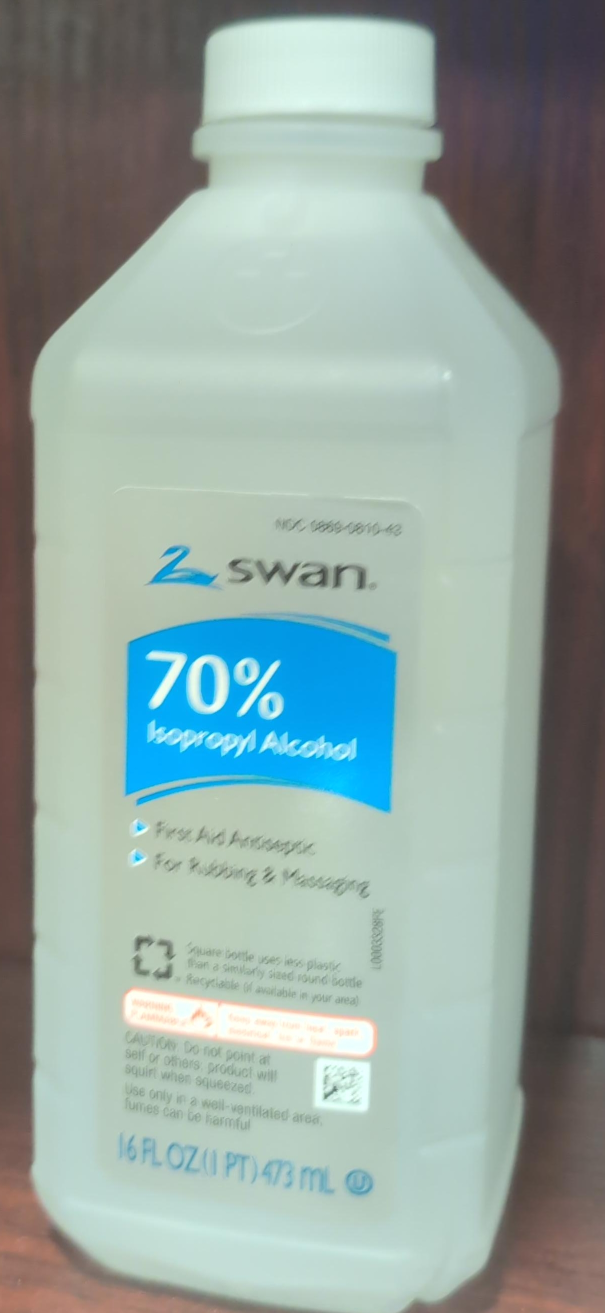 NDC 0869-0810-43
swan®
70%
Isopropyl Alcohol
First Aid Antiseptic
For Rubbing & Massaging
Square bottle uses less plastic
than a similarly sized round bottle
Recyclable (if available in your area)
CAUTION: Do not point at
self or others, product will
squirt when squeezed.
Use only in a well-ventilated area;
fumes can be harmful
16 FL OZ (1 PT) 473 mL
U